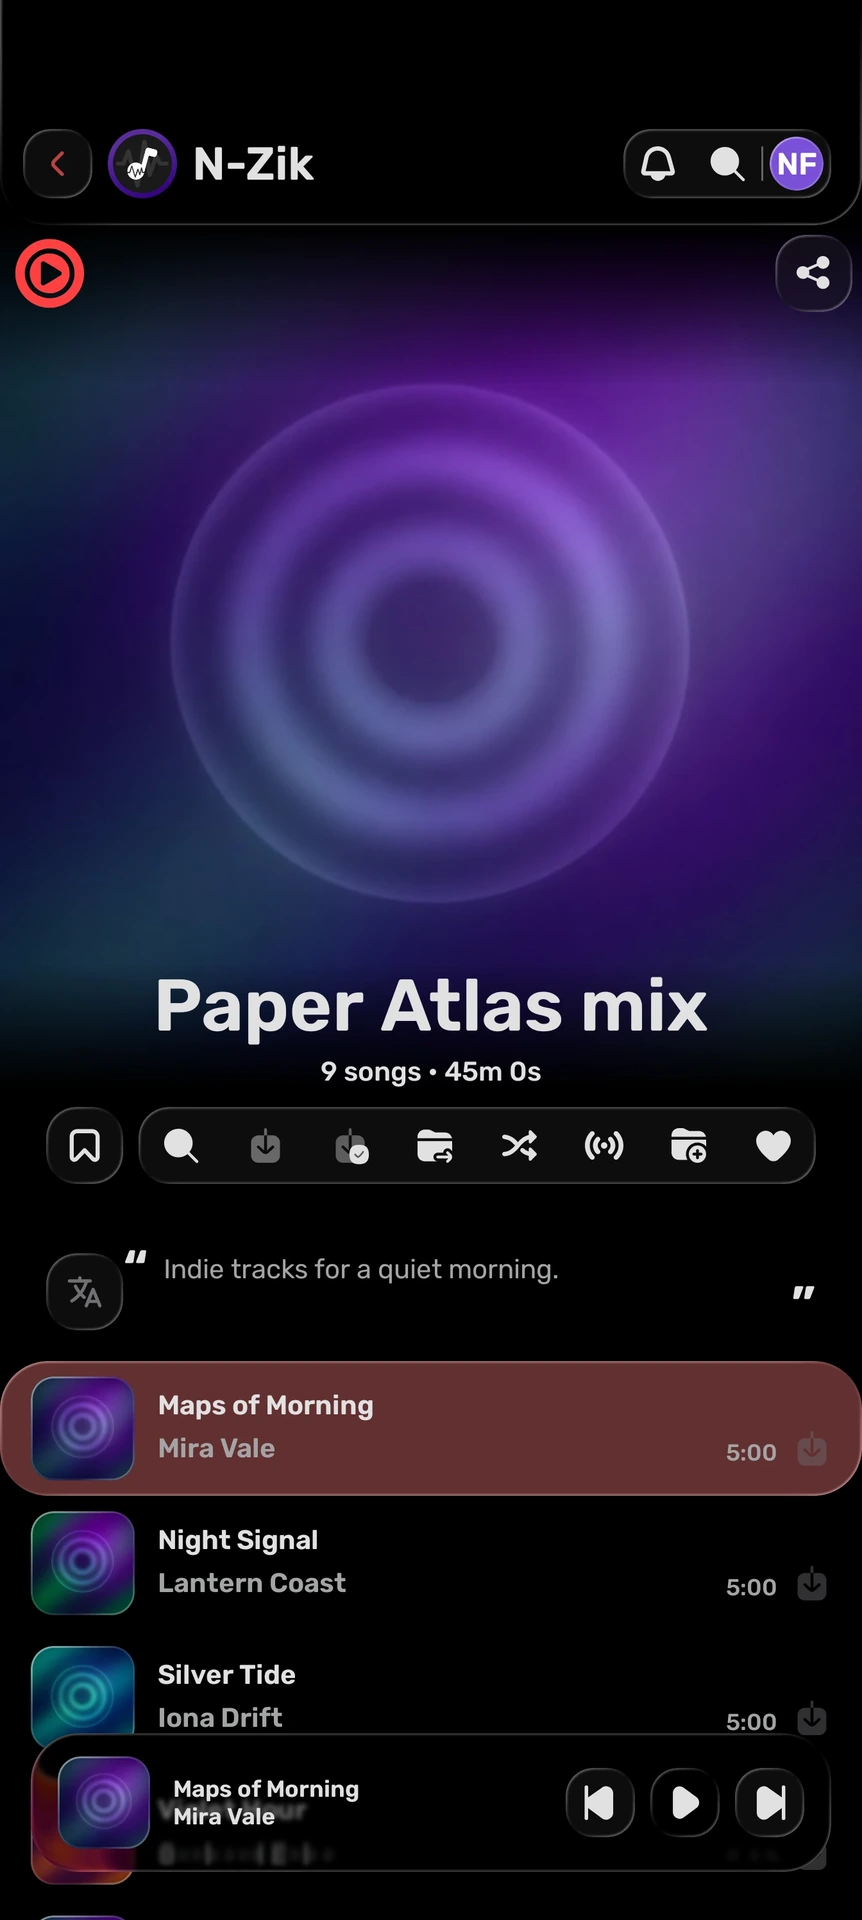 N-Zik
NF
Paper Atlas mix
9 songs • 45m 0s
“ Indie tracks for a quiet morning. ”
Maps of Morning
Mira Vale
5:00
Night Signal
Lantern Coast
5:00
Silver Tide
Iona Drift
5:00
Maps of Morning
Mira Vale